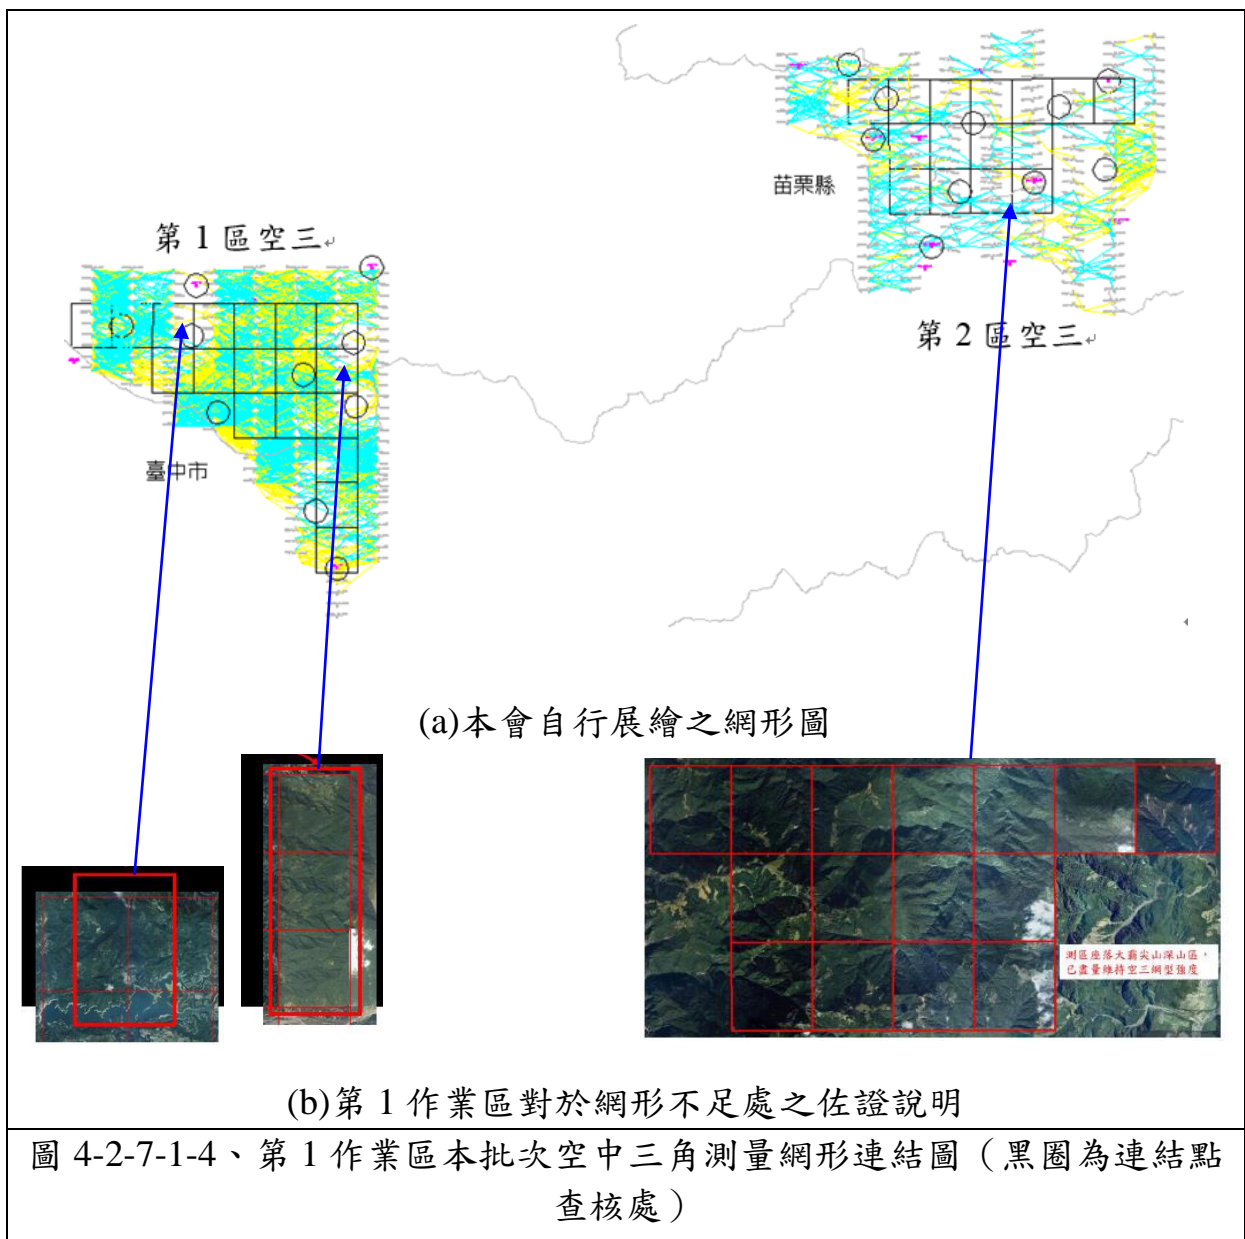 苗栗縣
第 1 區空三
第 2 區空三
臺中市
(a)本會自行展繪之網形圖
測區座落大霸尖山深山區，
已盡量維持空三網型強度
(b)第 1 作業區對於網形不足處之佐證說明
圖 4-2-7-1-4、第 1 作業區本批次空中三角測量網形連結圖（黑圈為連結點
查核處）